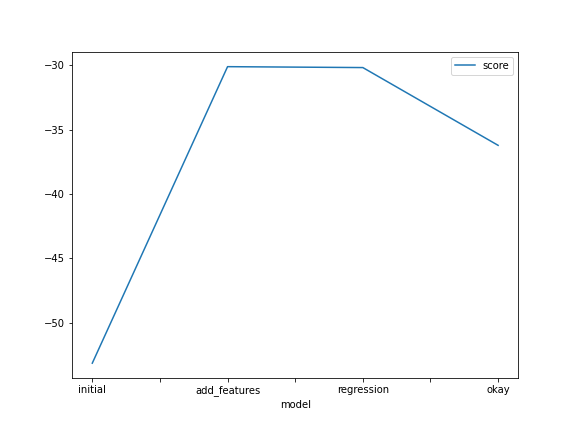 score
−30
−35
−40
−45
−50
initial
add_features
regression
okay
model